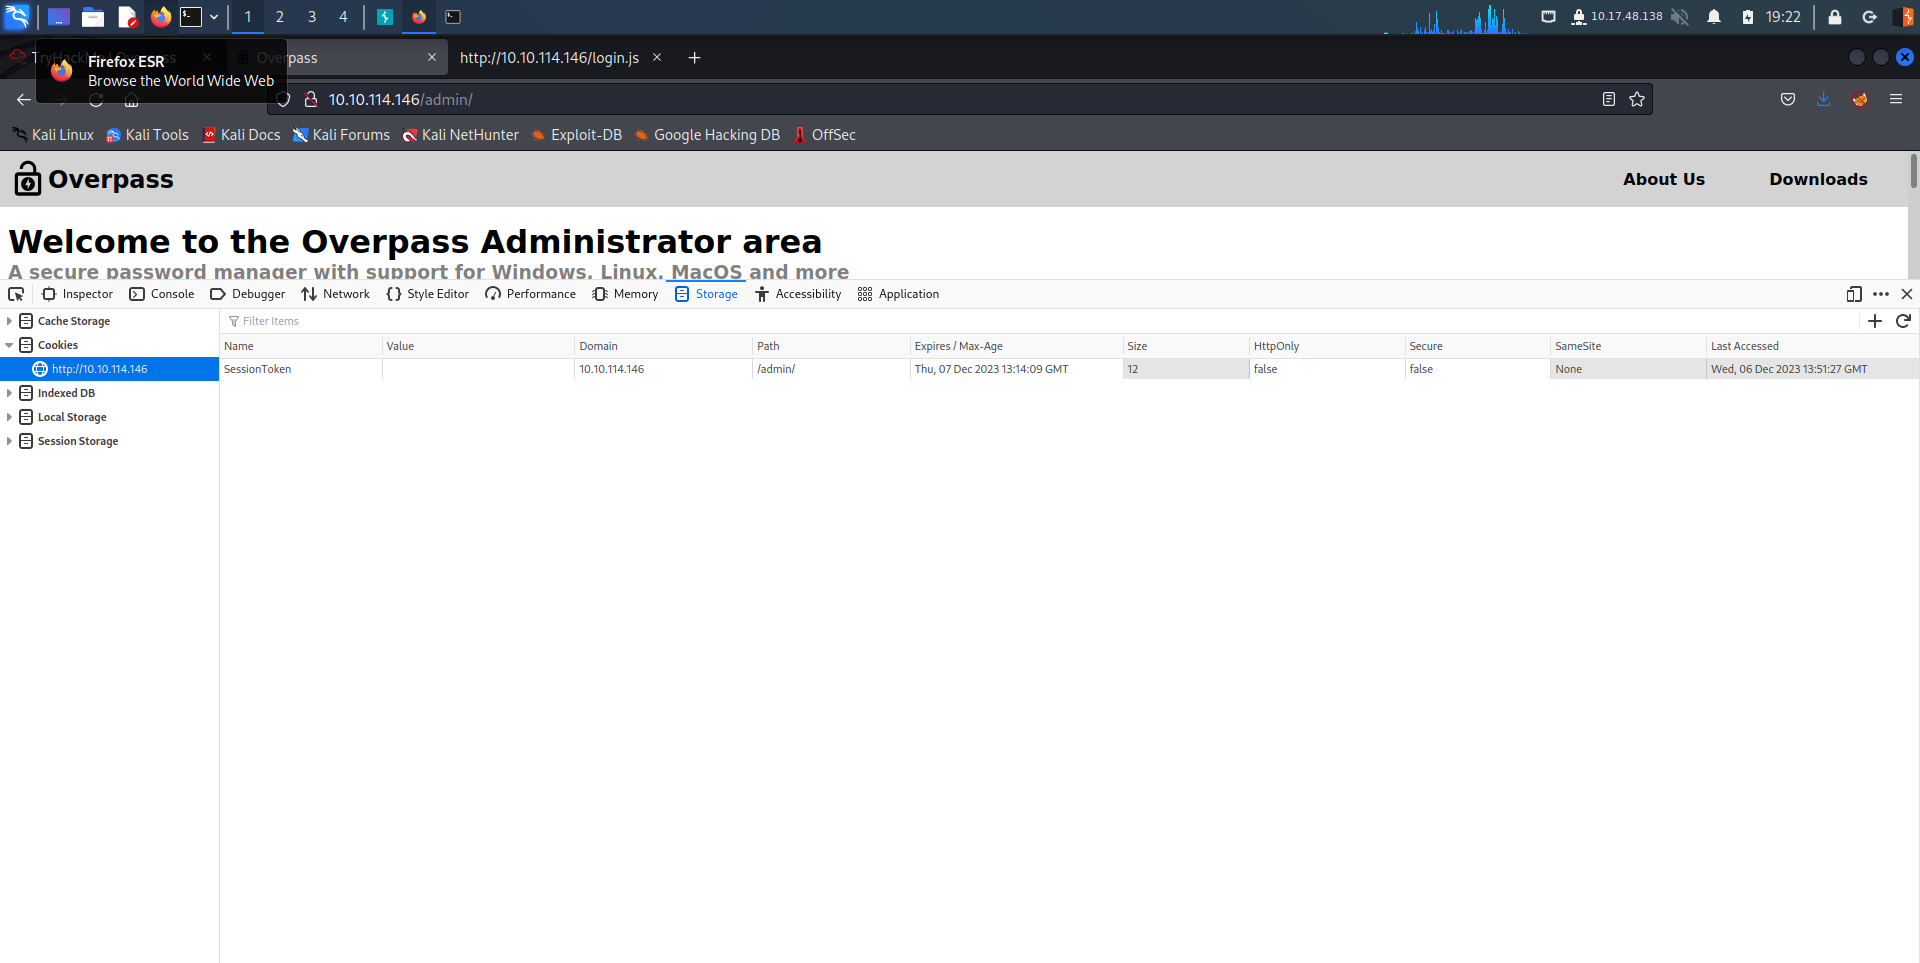 1 2 3 4 10.17.48.138 19:22
Overpass http://10.10.114.146/login.js
Firefox ESR
Browse the World Wide Web
10.10.114.146/admin/
Kali Linux Kali Tools Kali Docs Kali Forums Kali NetHunter Exploit-DB Google Hacking DB OffSec
Overpass About Us Downloads
Welcome to the Overpass Administrator area
A secure password manager with support for Windows, Linux, MacOS and more
Inspector Console Debugger Network Style Editor Performance Memory Storage Accessibility Application
Cache Storage Filter Items
Cookies Name Value Domain Path Expires / Max-Age Size HttpOnly Secure SameSite Last Accessed
http://10.10.114.146 SessionToken 10.10.114.146 /admin/ Thu, 07 Dec 2023 13:14:09 GMT 12 false false None Wed, 06 Dec 2023 13:51:27 GMT
Indexed DB
Local Storage
Session Storage